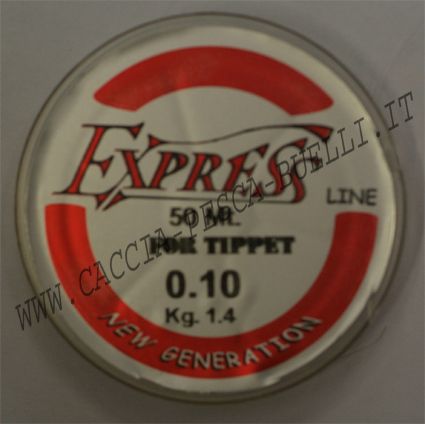 EXPRESS
LINE
50 Mt.
FOR TIPPET
0.10
Kg. 1.4
NEW GENERATION
WWW.CACCIA-PESCA-BUELLI.IT